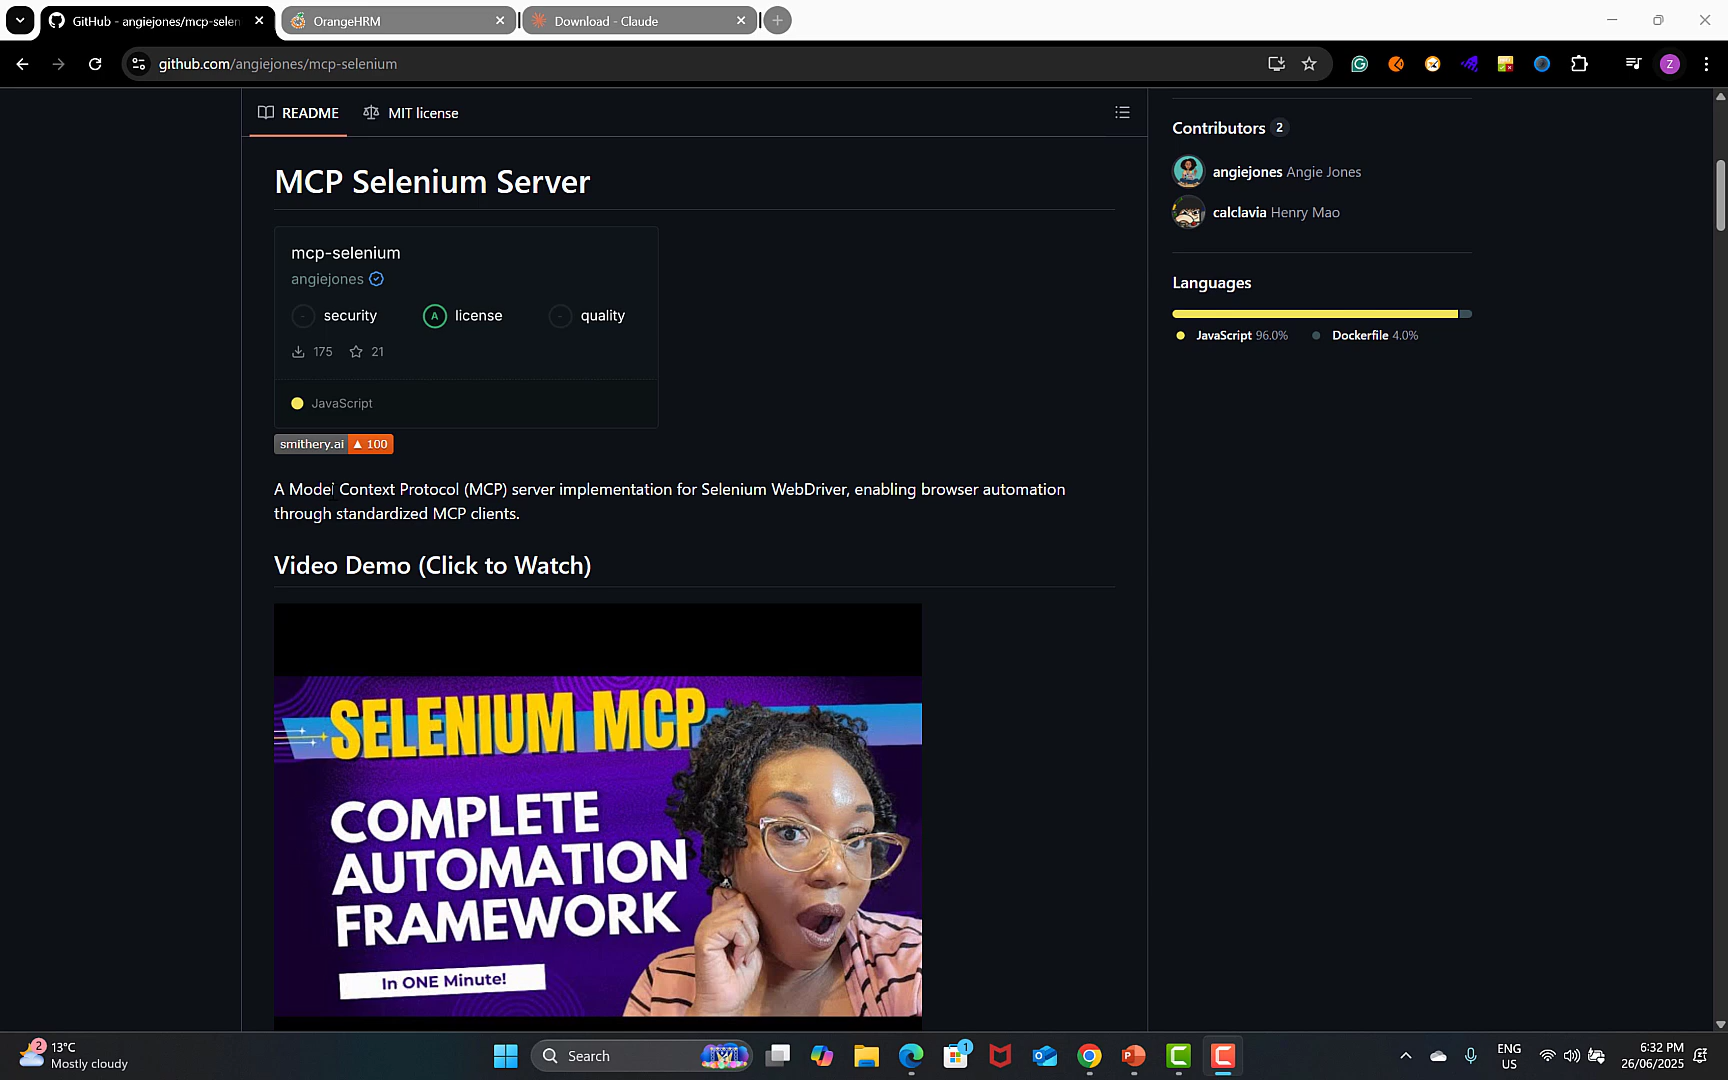 GitHub - angiejones/mcp-selen
OrangeHRM
Download - Claude
github.com/angiejones/mcp-selenium
Z
README
MIT license
MCP Selenium Server
mcp-selenium
angiejones
security
A
license
quality
175
21
JavaScript
smithery.ai
100
A Model Context Protocol (MCP) server implementation for Selenium WebDriver, enabling browser automation
through standardized MCP clients.
Video Demo (Click to Watch)
SELENIUM MCP
COMPLETE
AUTOMATION
FRAMEWORK
In ONE Minute!
Contributors 2
angiejones Angie Jones
calclavia Henry Mao
Languages
JavaScript 96.0%
Dockerfile 4.0%
2
13°C
Mostly cloudy
Search
1
ENG
US
6:32 PM
26/06/2025